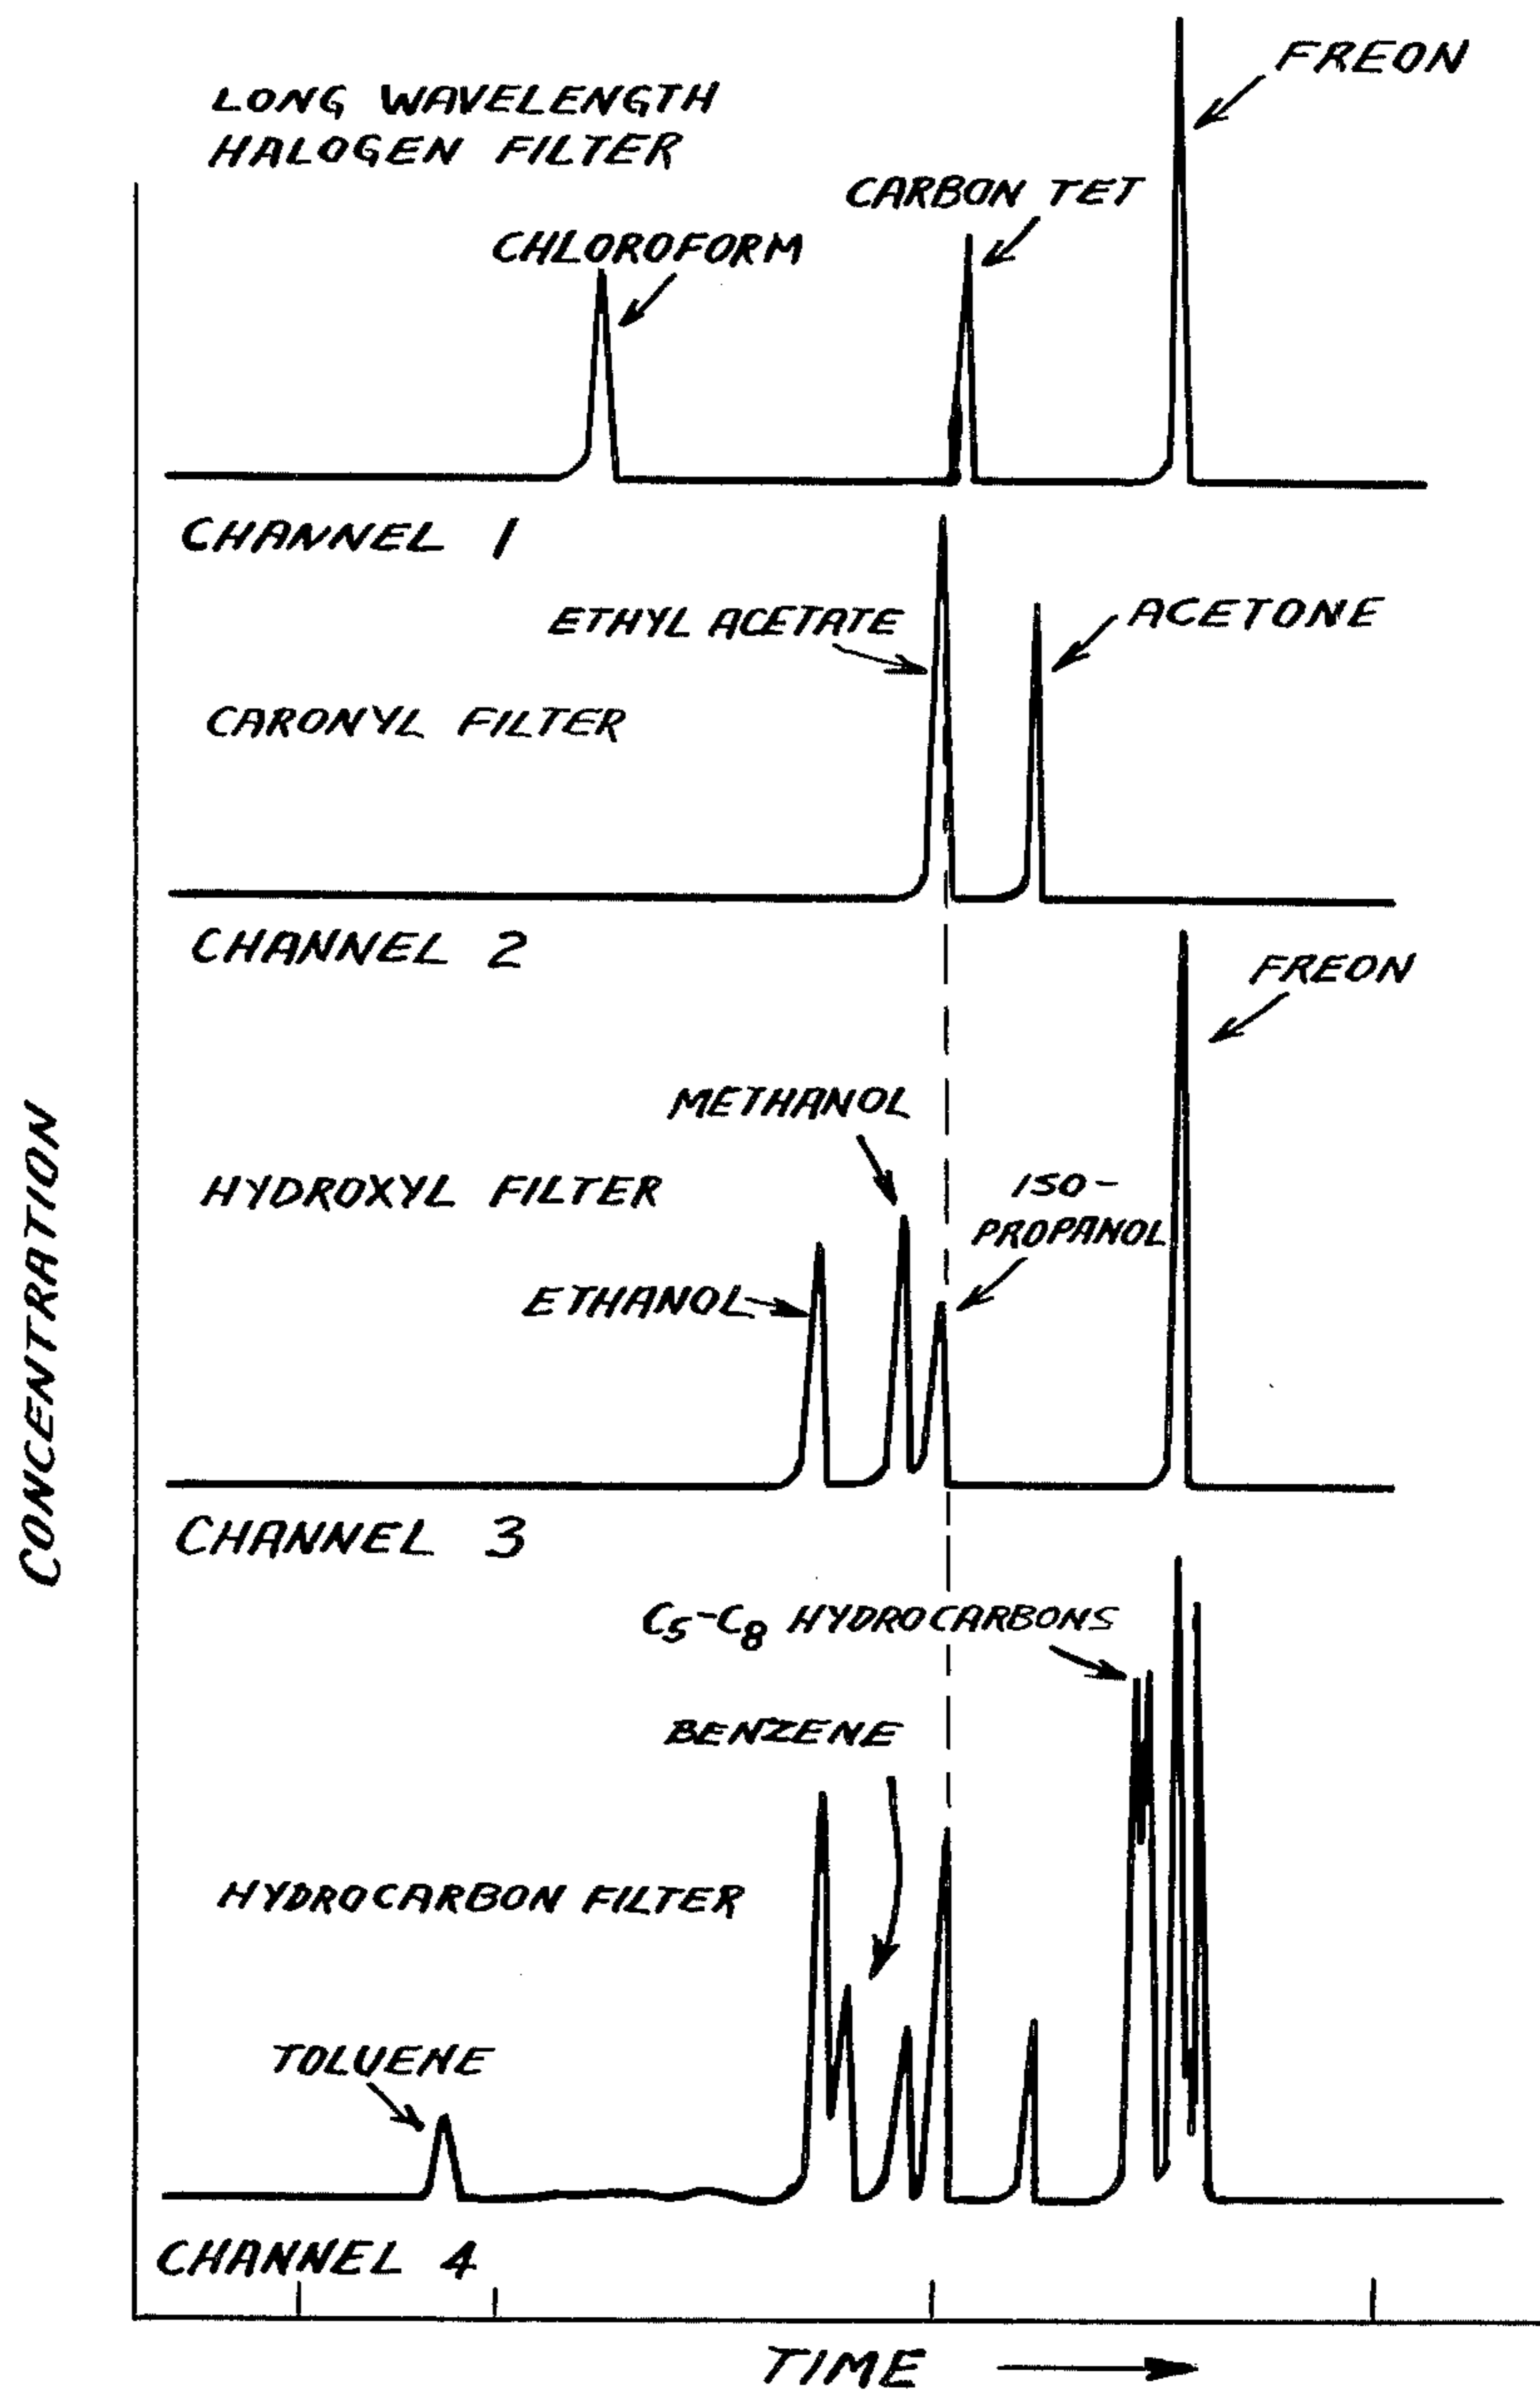 FREON
LONG WAVELENGTH
HALOGEN FILTER
CARBON TET
CHLOROFORM
CHANNEL 1
ETHYL ACETATE
ACETONE
CARONYL FILTER
CHANNEL 2
FREON
METHANOL
HYDROXYL FILTER
ISO-
PROPANOL
ETHANOL
CONCENTRATION
CHANNEL 3
C5-C8 HYDROCARBONS
BENZENE
HYDROCARBON FILTER
TOLUENE
CHANNEL 4
TIME